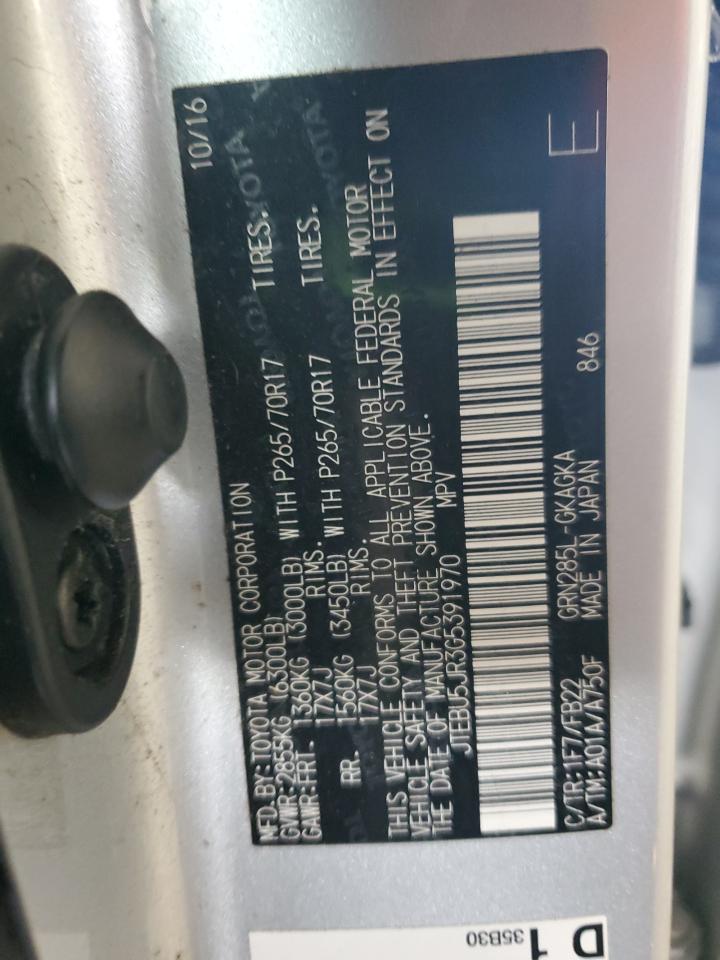 MFD.BY:TOYOTA MOTOR CORPORATION 10/16
GVWR:2855KG (6300LB)
GAWR:FRT. 1360KG (3000LB) WITH P265/70R17 TIRES.
17X7J RIMS.
RR. 1560KG (3450LB) WITH P265/70R17 TIRES.
17X7J RIMS.
THIS VEHICLE CONFORMS TO ALL APPLICABLE FEDERAL MOTOR
VEHICLE SAFETY AND THEFT PREVENTION STANDARDS IN EFFECT ON
THE DATE OF MANUFACTURE SHOWN ABOVE.
JTEBU5JR3G5391970 MPV
C/TR:1F7/FB22 GRN285L-GKAGKA 846 E
A/TM:A01A/A750F MADE IN JAPAN
D 1
35B30